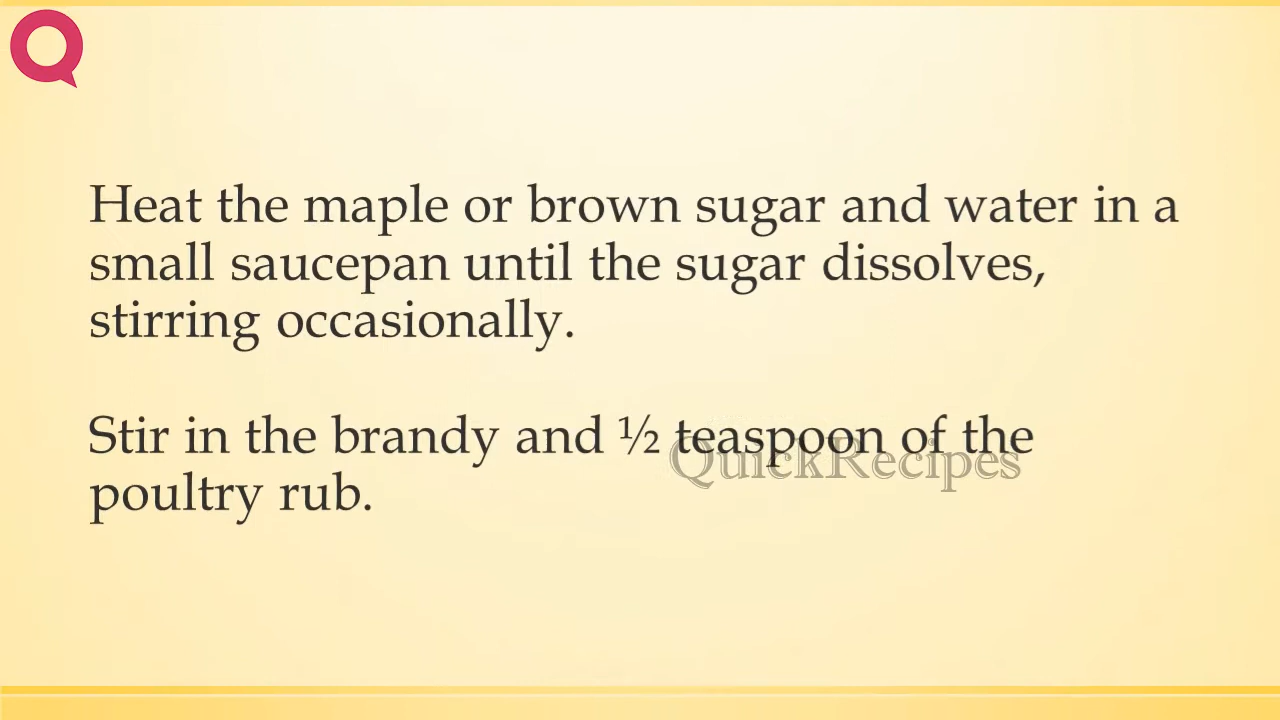 Heat the maple or brown sugar and water in a
small saucepan until the sugar dissolves,
stirring occasionally.
Stir in the brandy and ½ teaspoon of the
poultry rub.
QuickRecipes